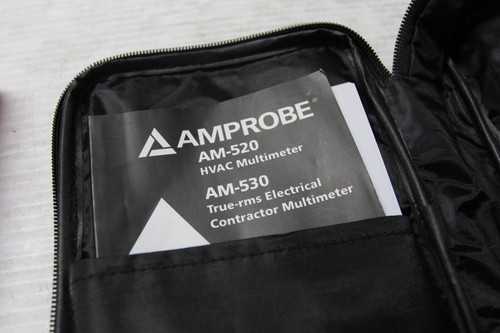 AMPROBE®
AM-520
HVAC Multimeter
AM-530
True-rms Electrical
Contractor Multimeter